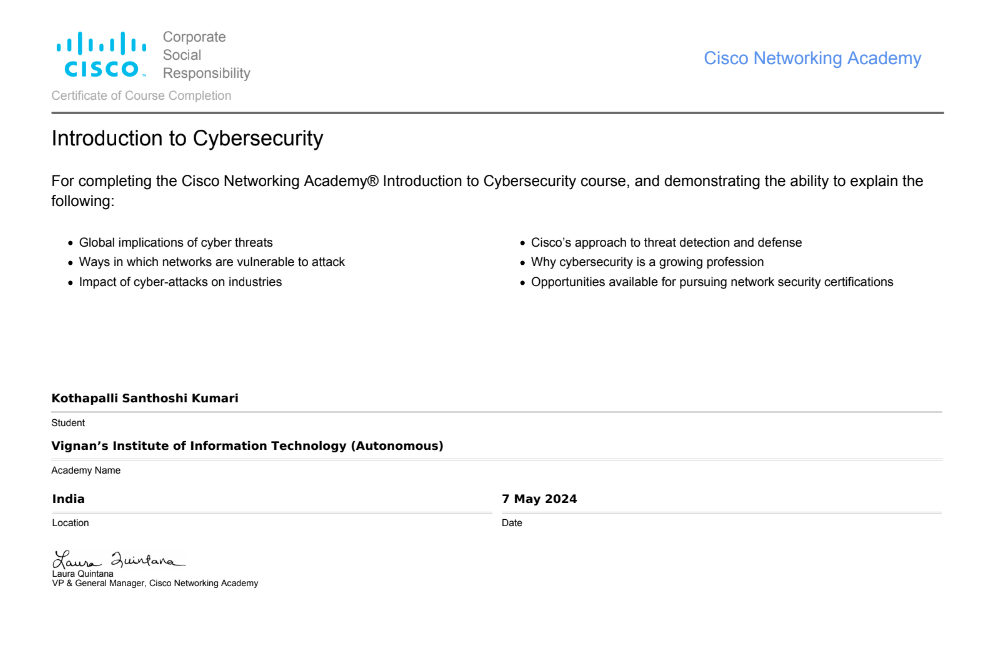 Corporate
Social
Responsibility
CISCO
Cisco Networking Academy
Certificate of Course Completion
Introduction to Cybersecurity
For completing the Cisco Networking Academy® Introduction to Cybersecurity course, and demonstrating the ability to explain the
following:
• Global implications of cyber threats
• Ways in which networks are vulnerable to attack
• Impact of cyber-attacks on industries
• Cisco's approach to threat detection and defense
• Why cybersecurity is a growing profession
• Opportunities available for pursuing network security certifications
Kothapalli Santhoshi Kumari
Student
Vignan’s Institute of Information Technology (Autonomous)
Academy Name
India
Location
7 May 2024
Date
Laura Quintana
Laura Quintana
VP & General Manager, Cisco Networking Academy